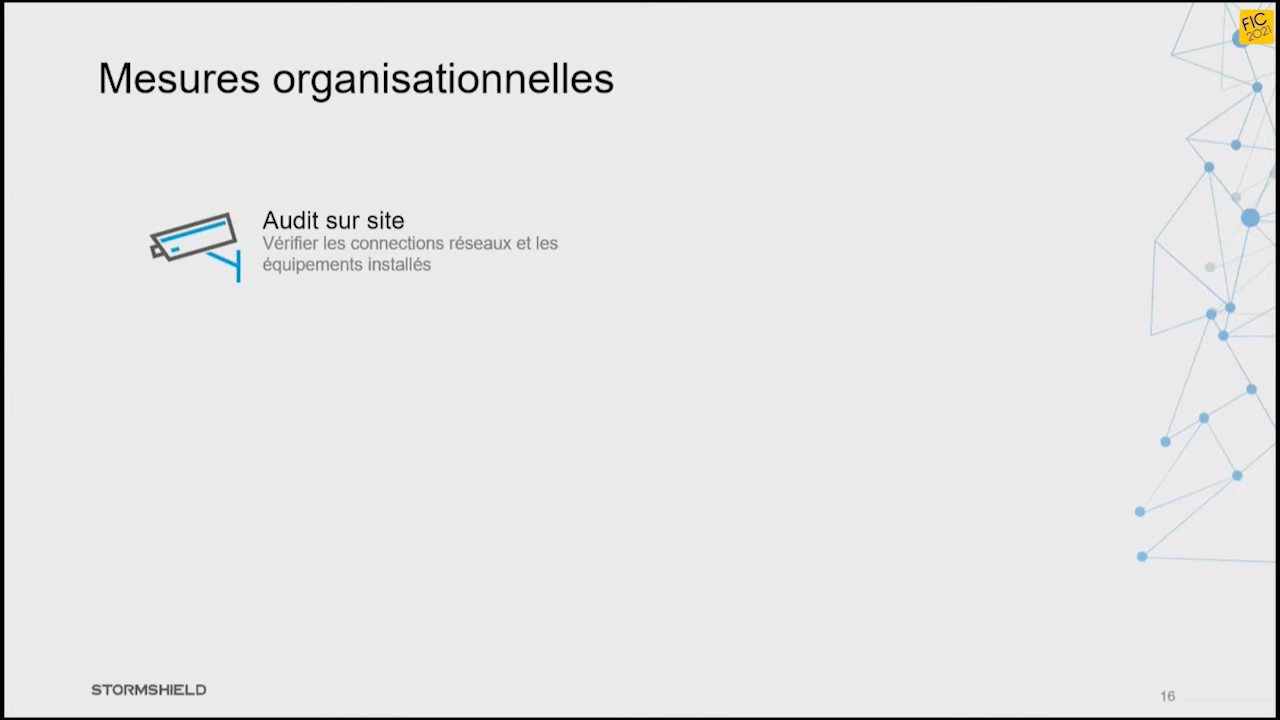 FIC
2021
Mesures organisationnelles
Audit sur site
Vérifier les connections réseaux et les
équipements installés
STORMSHIELD
16